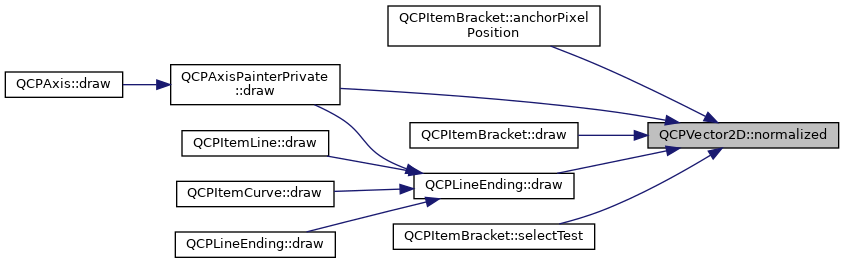 QCPItemBracket::anchorPixel
Position
QCPAxis::draw
QCPAxisPainterPrivate
::draw
QCPItemLine::draw
QCPItemBracket::draw
QCPVector2D::normalized
QCPItemCurve::draw
QCPLineEnding::draw
QCPLineEnding::draw
QCPItemBracket::selectTest